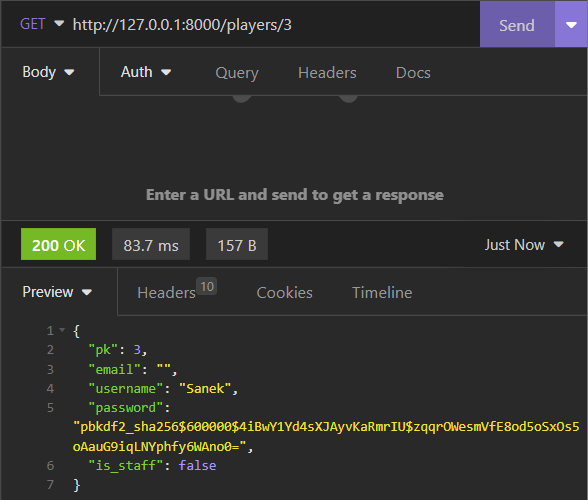 GET http://127.0.0.1:8000/players/3 Send
Body Auth Query Headers Docs
Enter a URL and send to get a response
200 OK 83.7 ms 157 B Just Now
Preview Headers 10 Cookies Timeline
1 {
2 "pk": 3,
3 "email": "",
4 "username": "Sanek",
5 "password":
"pbkdf2_sha256$600000$4iBwY1Yd4sXJAyvKaRmrIU$zqqrOWesmVfE8od5oSxOs5
oAauG9iqLNYphfy6WAno0=",
6 "is_staff": false
7 }